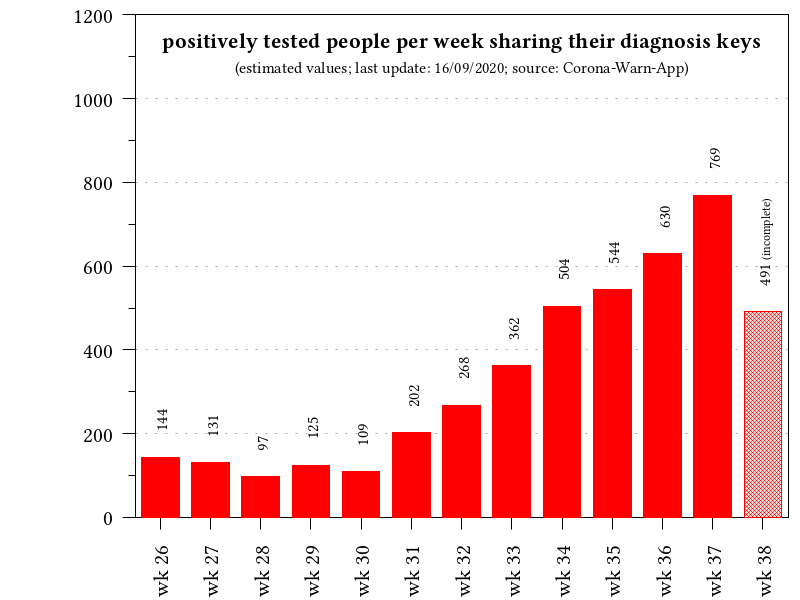 positively tested people per week sharing their diagnosis keys
(estimated values; last update: 16/09/2020; source: Corona-Warn-App)
1200
1000
800
600
400
200
0
144
131
97
125
109
202
268
362
504
544
630
769
491 (incomplete)
wk 26
wk 27
wk 28
wk 29
wk 30
wk 31
wk 32
wk 33
wk 34
wk 35
wk 36
wk 37
wk 38